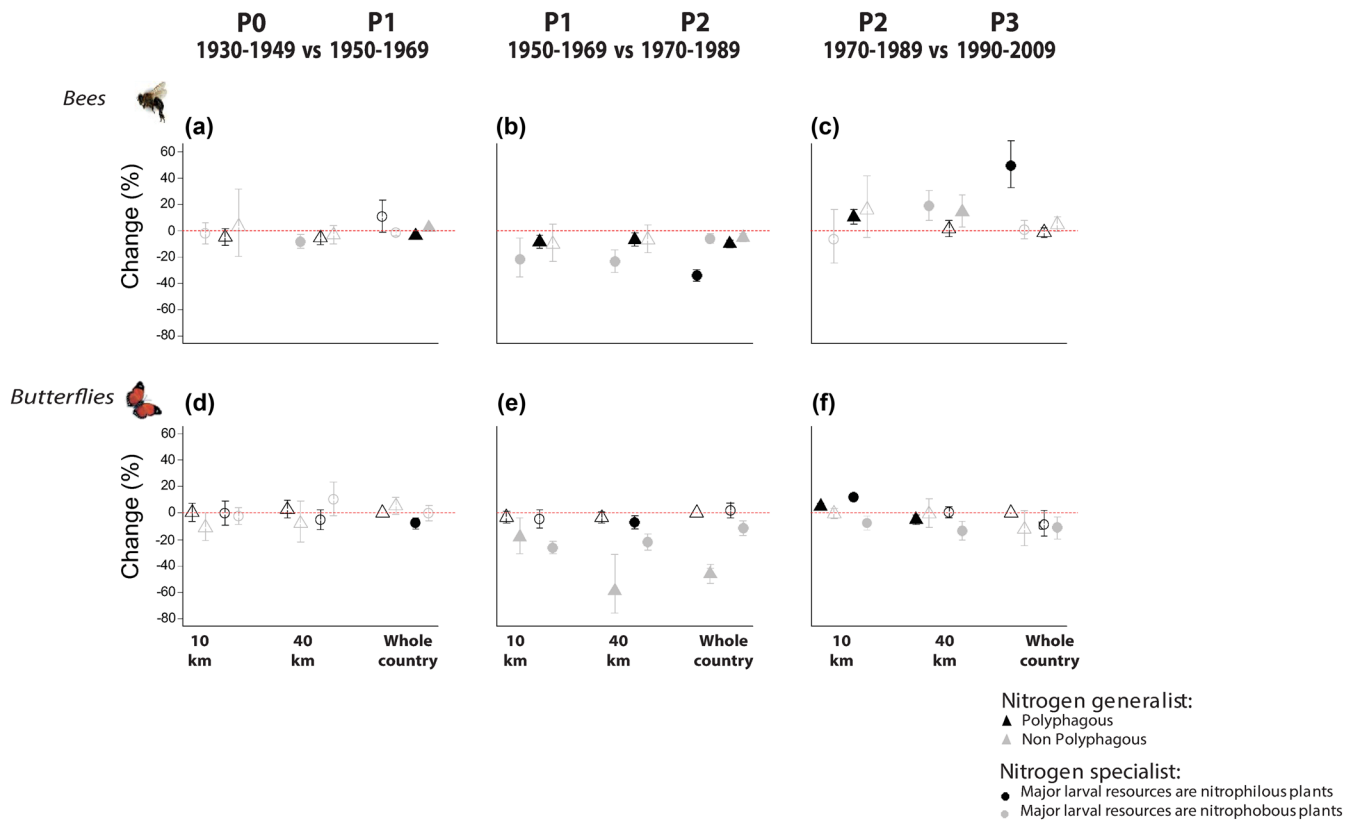 P0 P1
1930-1949 vs 1950-1969
P1 P2
1950-1969 vs 1970-1989
P2 P3
1970-1989 vs 1990-2009
Bees
(a)
(b)
(c)
Change (%)
60
40
20
0
-20
-40
-60
-80
Butterflies
(d)
(e)
(f)
Change (%)
60
40
20
0
-20
-40
-60
-80
10
km
40
km
Whole
country
10
km
40
km
Whole
country
10
km
40
km
Whole
country
Nitrogen generalist:
Polyphagous
Non Polyphagous
Nitrogen specialist:
Major larval resources are nitrophilous plants
Major larval resources are nitrophobous plants